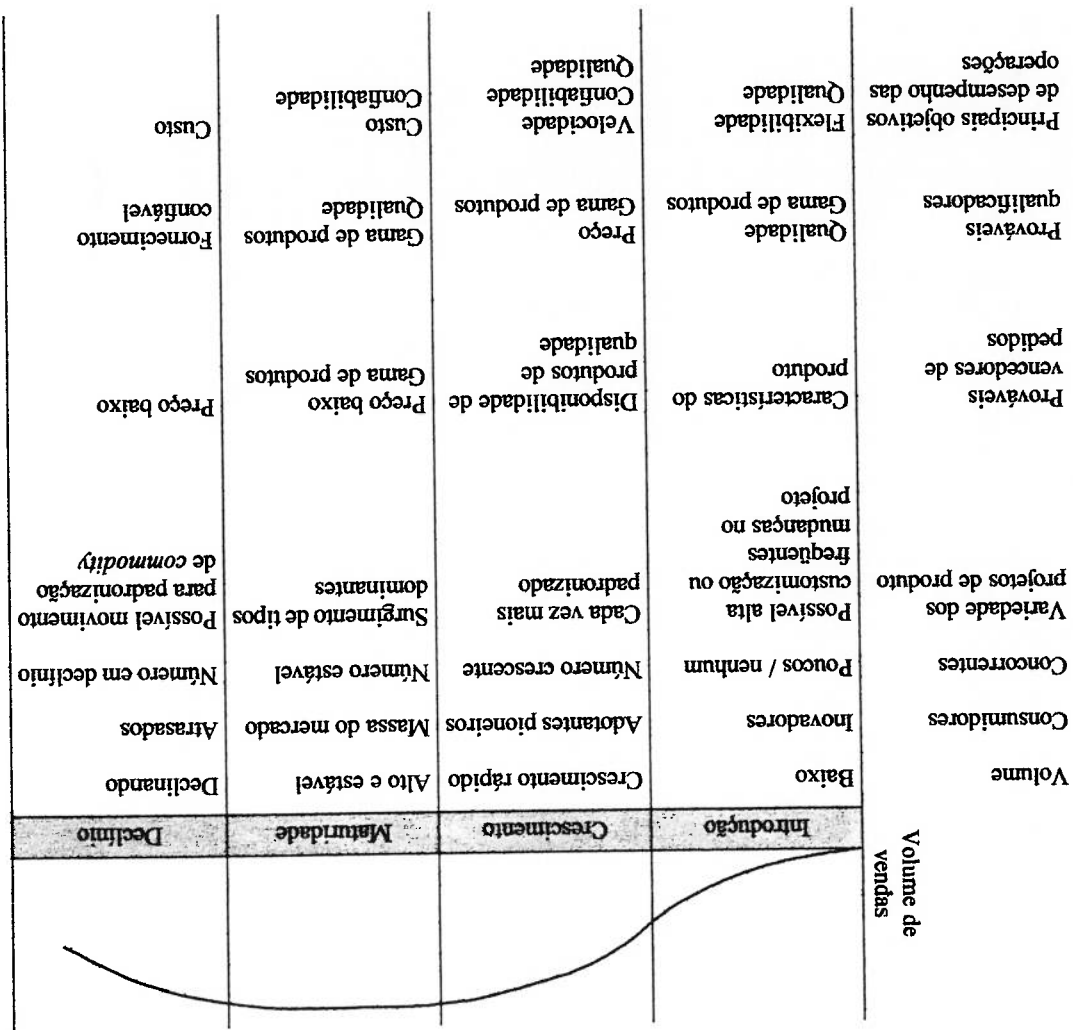 Volume de
vendas
Introdução
Crescimento
Maturidade
Declínio
Volume
Baixo
Crescimento rápido
Alto e estável
Declinando
Consumidores
Inovadores
Adotantes pioneiros
Massa do mercado
Atrasados
Concorrentes
Poucos / nenhum
Número crescente
Número estável
Número em declínio
Variedade dos
projetos de produto
Possível alta
customização ou
freqüentes
mudanças no
projeto
Cada vez mais
padronizado
Surgimento de tipos
dominantes
Possível movimento
para padronização
de commodity
Prováveis
vencedores de
pedidos
Características do
produto
Disponibilidade de
produtos de
qualidade
Preço baixo
Gama de produtos
Preço baixo
Prováveis
qualificadores
Qualidade
Gama de produtos
Preço
Gama de produtos
Gama de produtos
Qualidade
Fornecimento
confiável
Principais objetivos
de desempenho das
operações
Flexibilidade
Qualidade
Velocidade
Confiabilidade
Qualidade
Custo
Confiabilidade
Custo